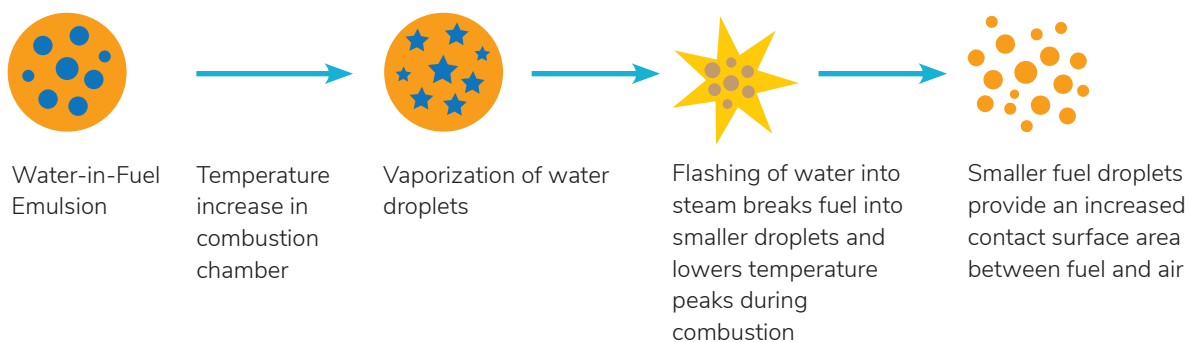 Water-in-Fuel
Emulsion
Temperature
increase in
combustion
chamber
Vaporization of water
droplets
Flashing of water into
steam breaks fuel into
smaller droplets and
lowers temperature
peaks during
combustion
Smaller fuel droplets
provide an increased
contact surface area
between fuel and air